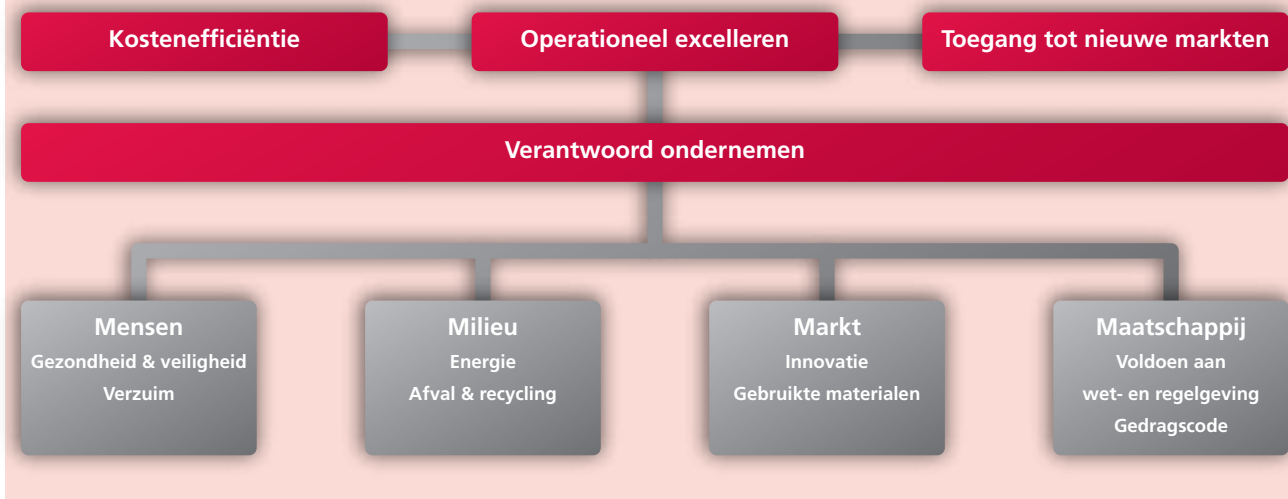 Kostenefficiëntie
Operationeel excelleren
Toegang tot nieuwe markten
Verantwoord ondernemen
Mensen
Gezondheid & veiligheid
Verzuim
Milieu
Energie
Afval & recycling
Markt
Innovatie
Gebruikte materialen
Maatschappij
Voldoen aan
wet- en regelgeving
Gedragscode